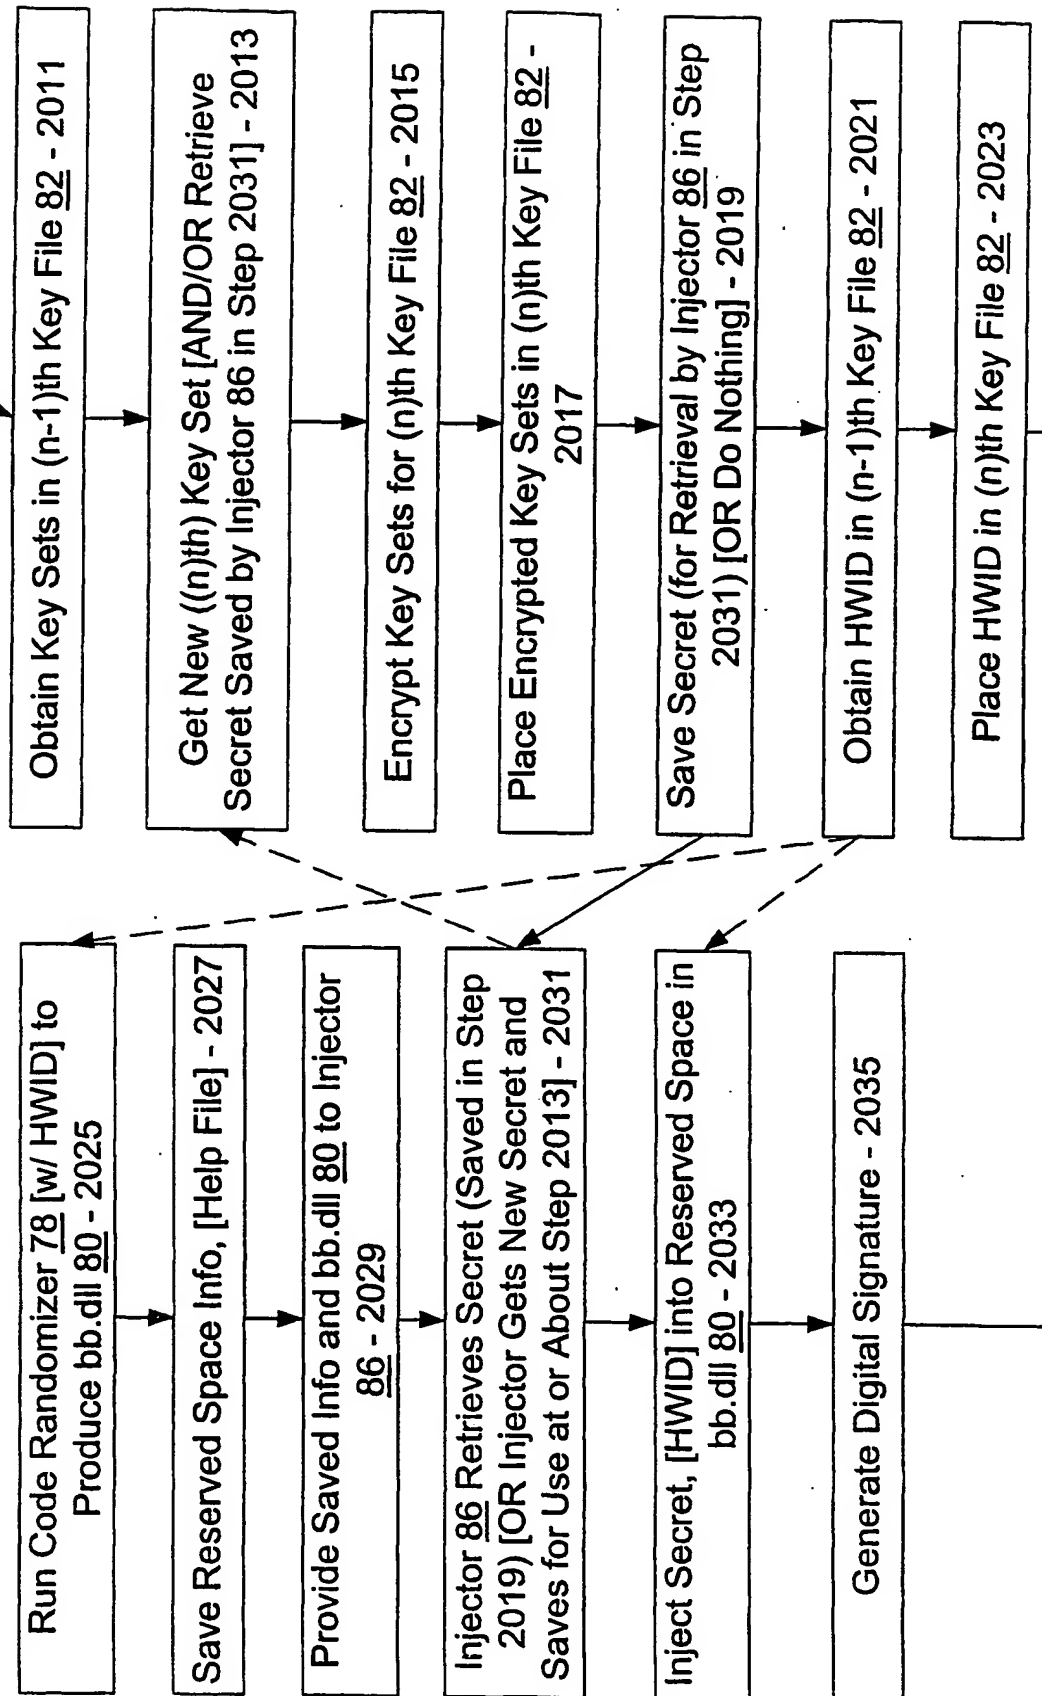 Obtain Key Sets in (n-1)th Key File 82 - 2011
Get New ((n)th) Key Set [AND/OR Retrieve
Secret Saved by Injector 86 in Step 2031] - 2013
Encrypt Key Sets for (n)th Key File 82 - 2015
Place Encrypted Key Sets in (n)th Key File 82 -
2017
Save Secret (for Retrieval by Injector 86 in Step
2031) [OR Do Nothing] - 2019
Obtain HWID in (n-1)th Key File 82 - 2021
Place HWID in (n)th Key File 82 - 2023
Run Code Randomizer 78 [w/ HWID] to
Produce bb.dll 80 - 2025
Save Reserved Space Info, [Help File] - 2027
Provide Saved Info and bb.dll 80 to Injector
86 - 2029
Injector 86 Retrieves Secret (Saved in Step
2019) [OR Injector Gets New Secret and
Saves for Use at or About Step 2013] - 2031
Inject Secret, [HWID] into Reserved Space in
bb.dll 80 - 2033
Generate Digital Signature - 2035